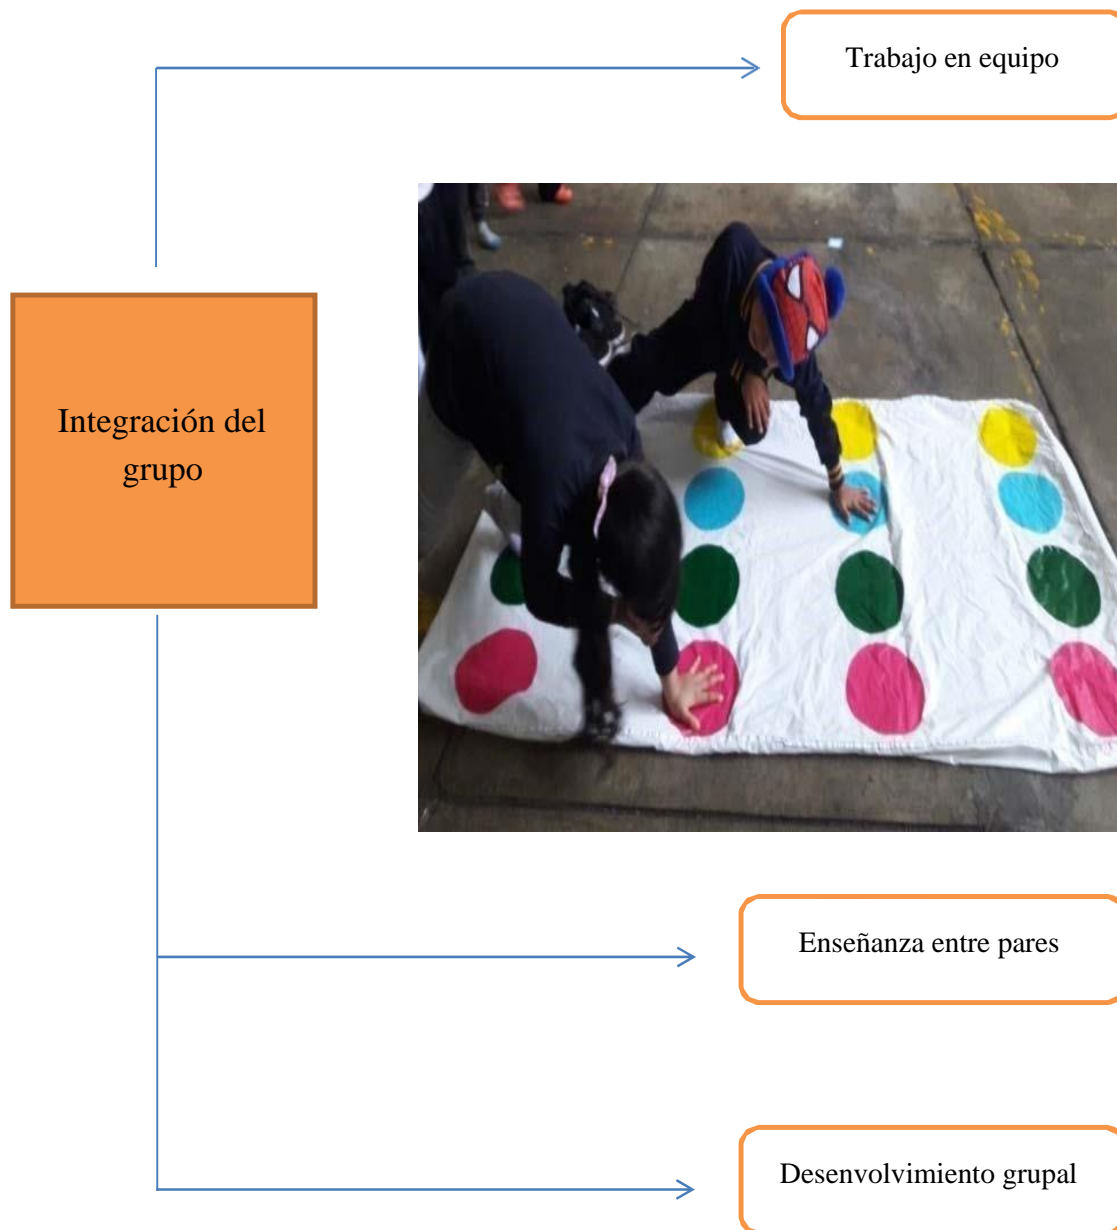 Trabajo en equipo
Integración del
grupo
Enseñanza entre pares
Desenvolvimiento grupal